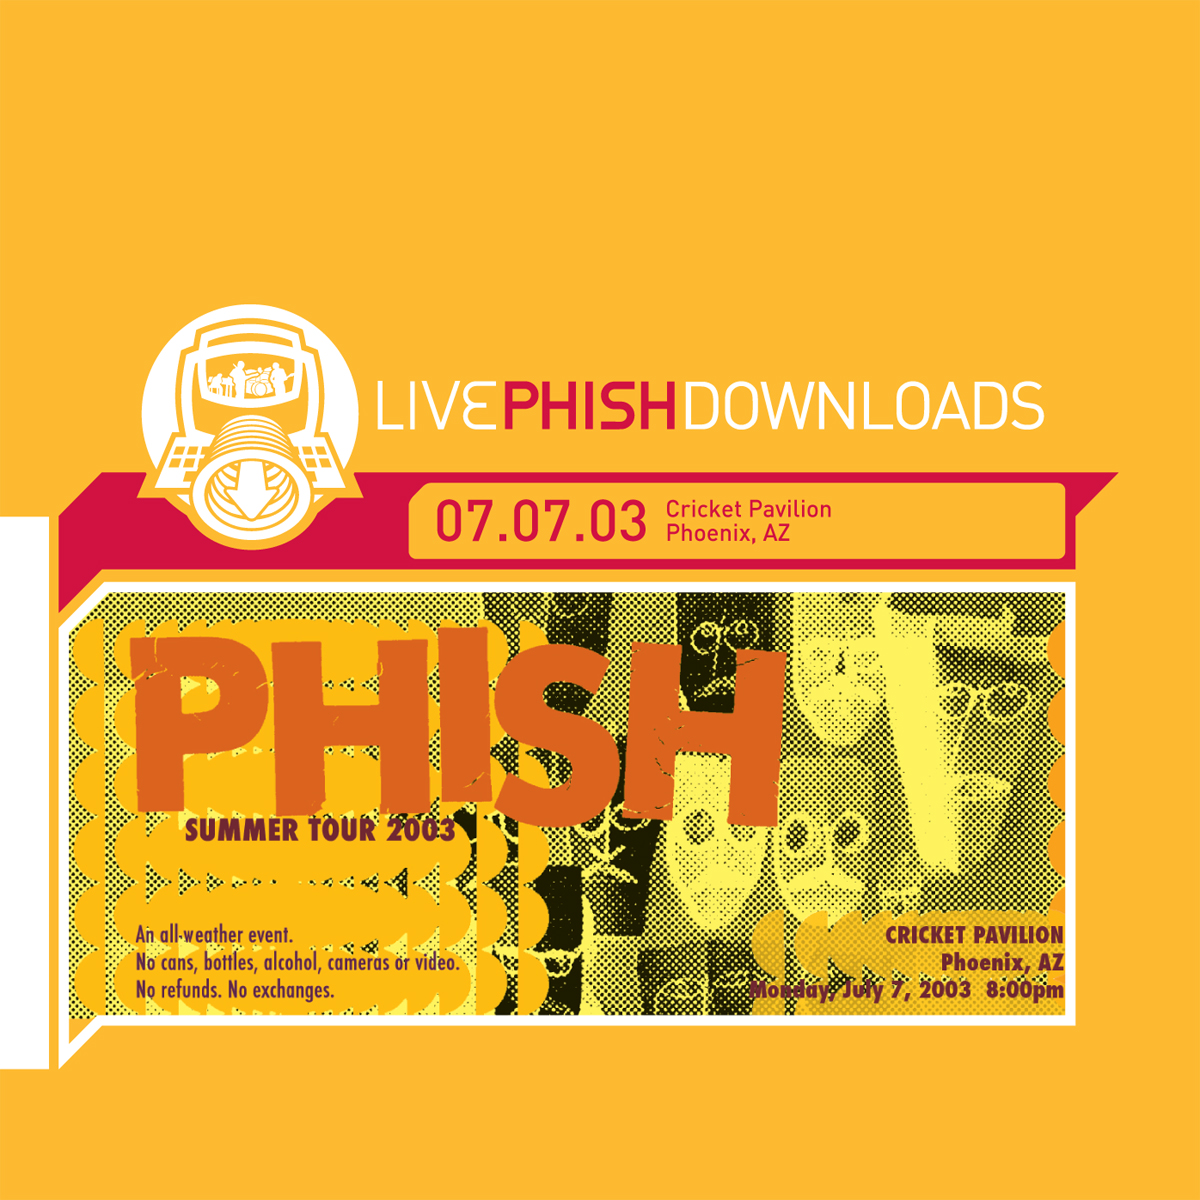 LIVEPHISHDOWNLOADS
07.07.03
Cricket Pavilion
Phoenix, AZ
PHISH
SUMMER TOUR 2003
An all-weather event.
No cans, bottles, alcohol, cameras or video.
No refunds. No exchanges.
CRICKET PAVILION
Phoenix, AZ
Monday, July 7, 2003 8:00pm